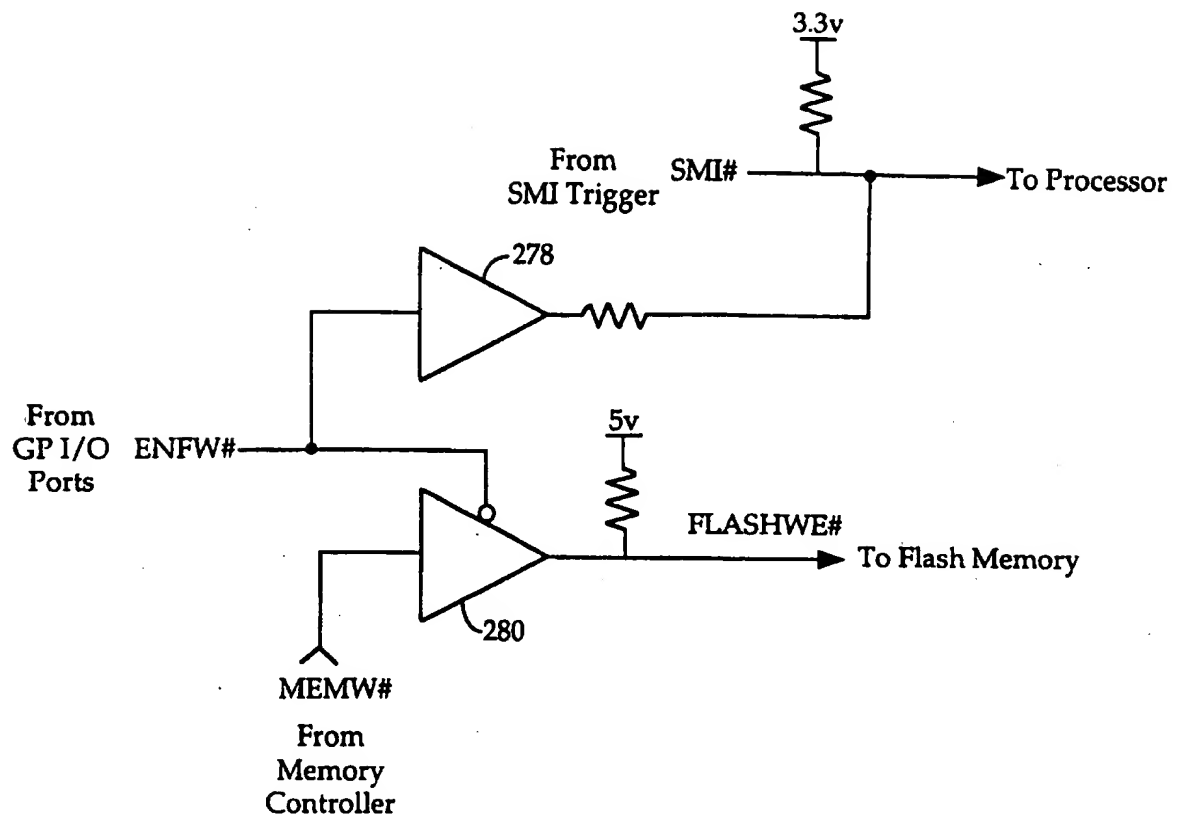 3.3v
From
SMI Trigger
SMI#
To Processor
278
From
GP I/O
Ports
ENFW#
5v
FLASHWE#
To Flash Memory
280
MEMW#
From
Memory
Controller